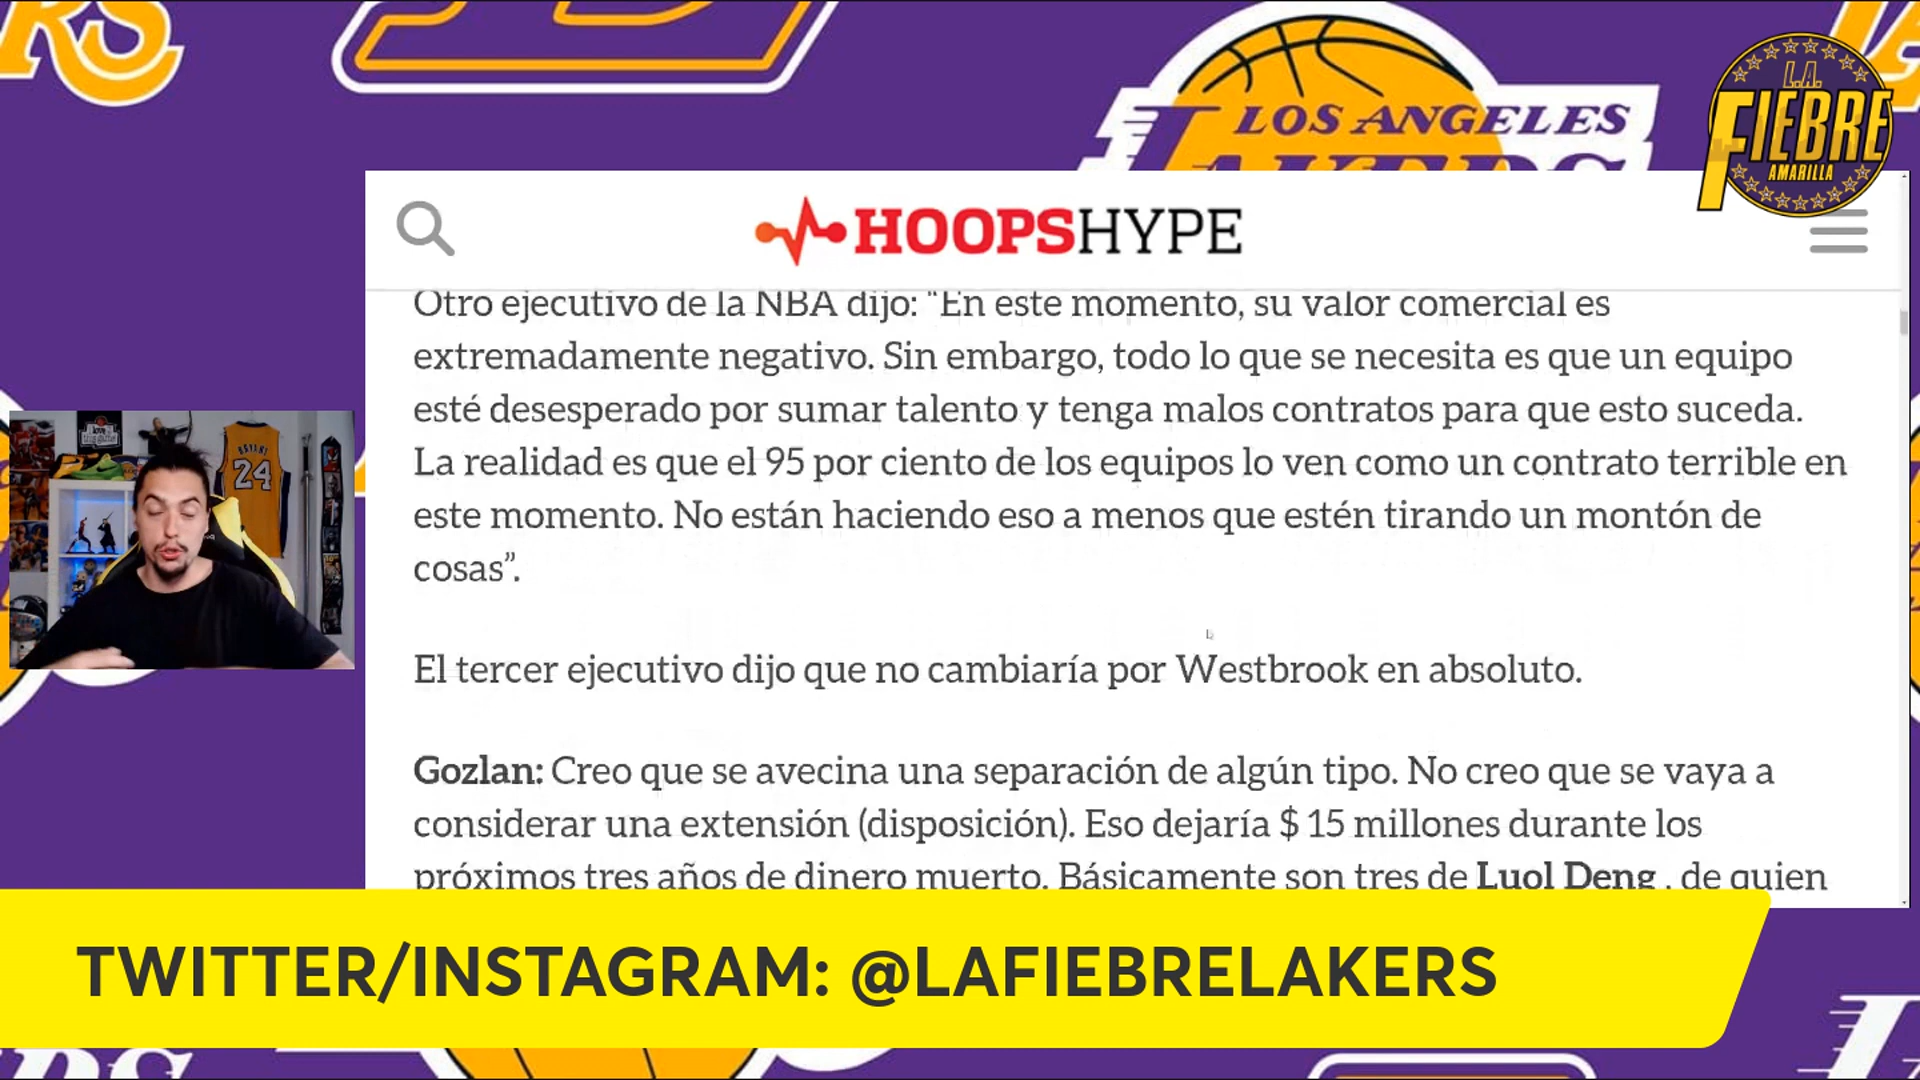 RS
LOS ANGELES
LAKERS
L.A.
FIEBRE
AMARILLA
HOOPSHYPE
Otro ejecutivo de la NBA dijo: “En este momento, su valor comercial es
extremadamente negativo. Sin embargo, todo lo que se necesita es que un equipo
esté desesperado por sumar talento y tenga malos contratos para que esto suceda.
La realidad es que el 95 por ciento de los equipos lo ven como un contrato terrible en
este momento. No están haciendo eso a menos que estén tirando un montón de
cosas”.
BRYANT
24
El tercer ejecutivo dijo que no cambiaría por Westbrook en absoluto.
Gozlan: Creo que se avecina una separación de algún tipo. No creo que se vaya a
considerar una extensión (disposición). Eso dejaría $ 15 millones durante los
próximos tres años de dinero muerto. Básicamente son tres de Luol Deng , de quien
TWITTER/INSTAGRAM: @LAFIEBRELAKERS